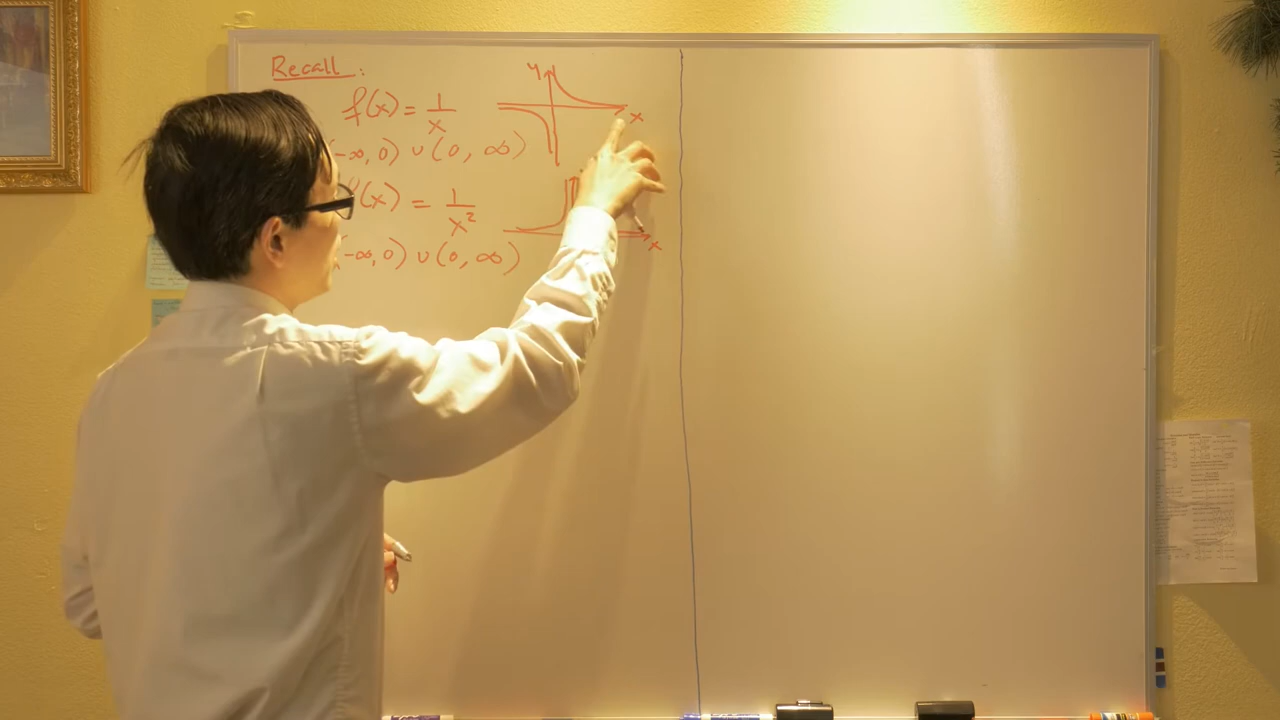 Recall:
f(x) = 1/x
y
x
-∞, 0) ∪ (0, ∞)
(x) = 1/x²
x
-∞, 0) ∪ (0, ∞)